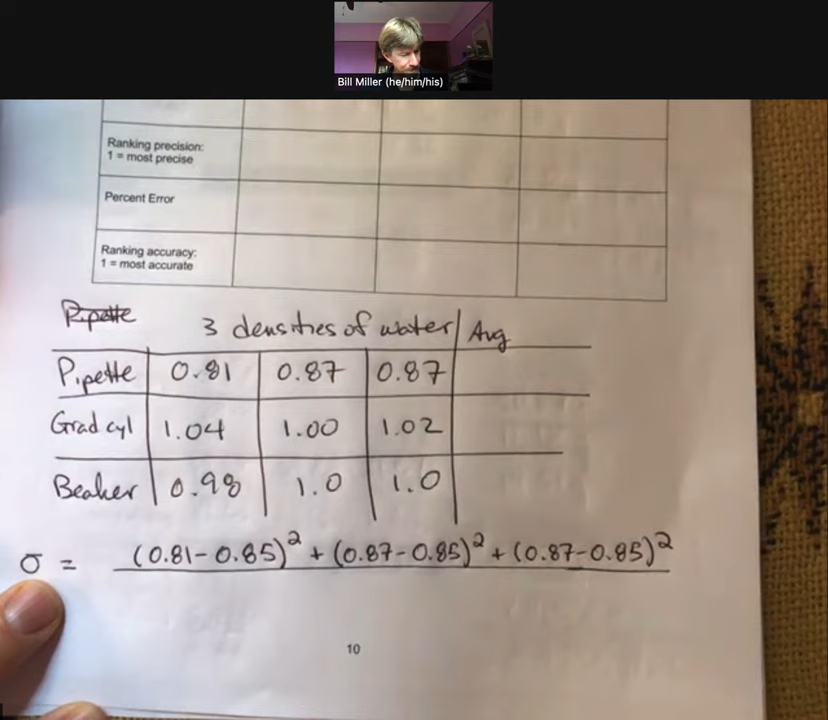 Bill Miller (he/him/his)
Ranking precision:
1 = most precise
Percent Error
Ranking accuracy:
1 = most accurate
Pipette
3 densities of water Avg
Pipette 0.81 0.87 0.87
Grad cyl 1.04 1.00 1.02
Beaker 0.98 1.0 1.0
σ = (0.81-0.85)² + (0.87-0.85)² + (0.87-0.85)²
10